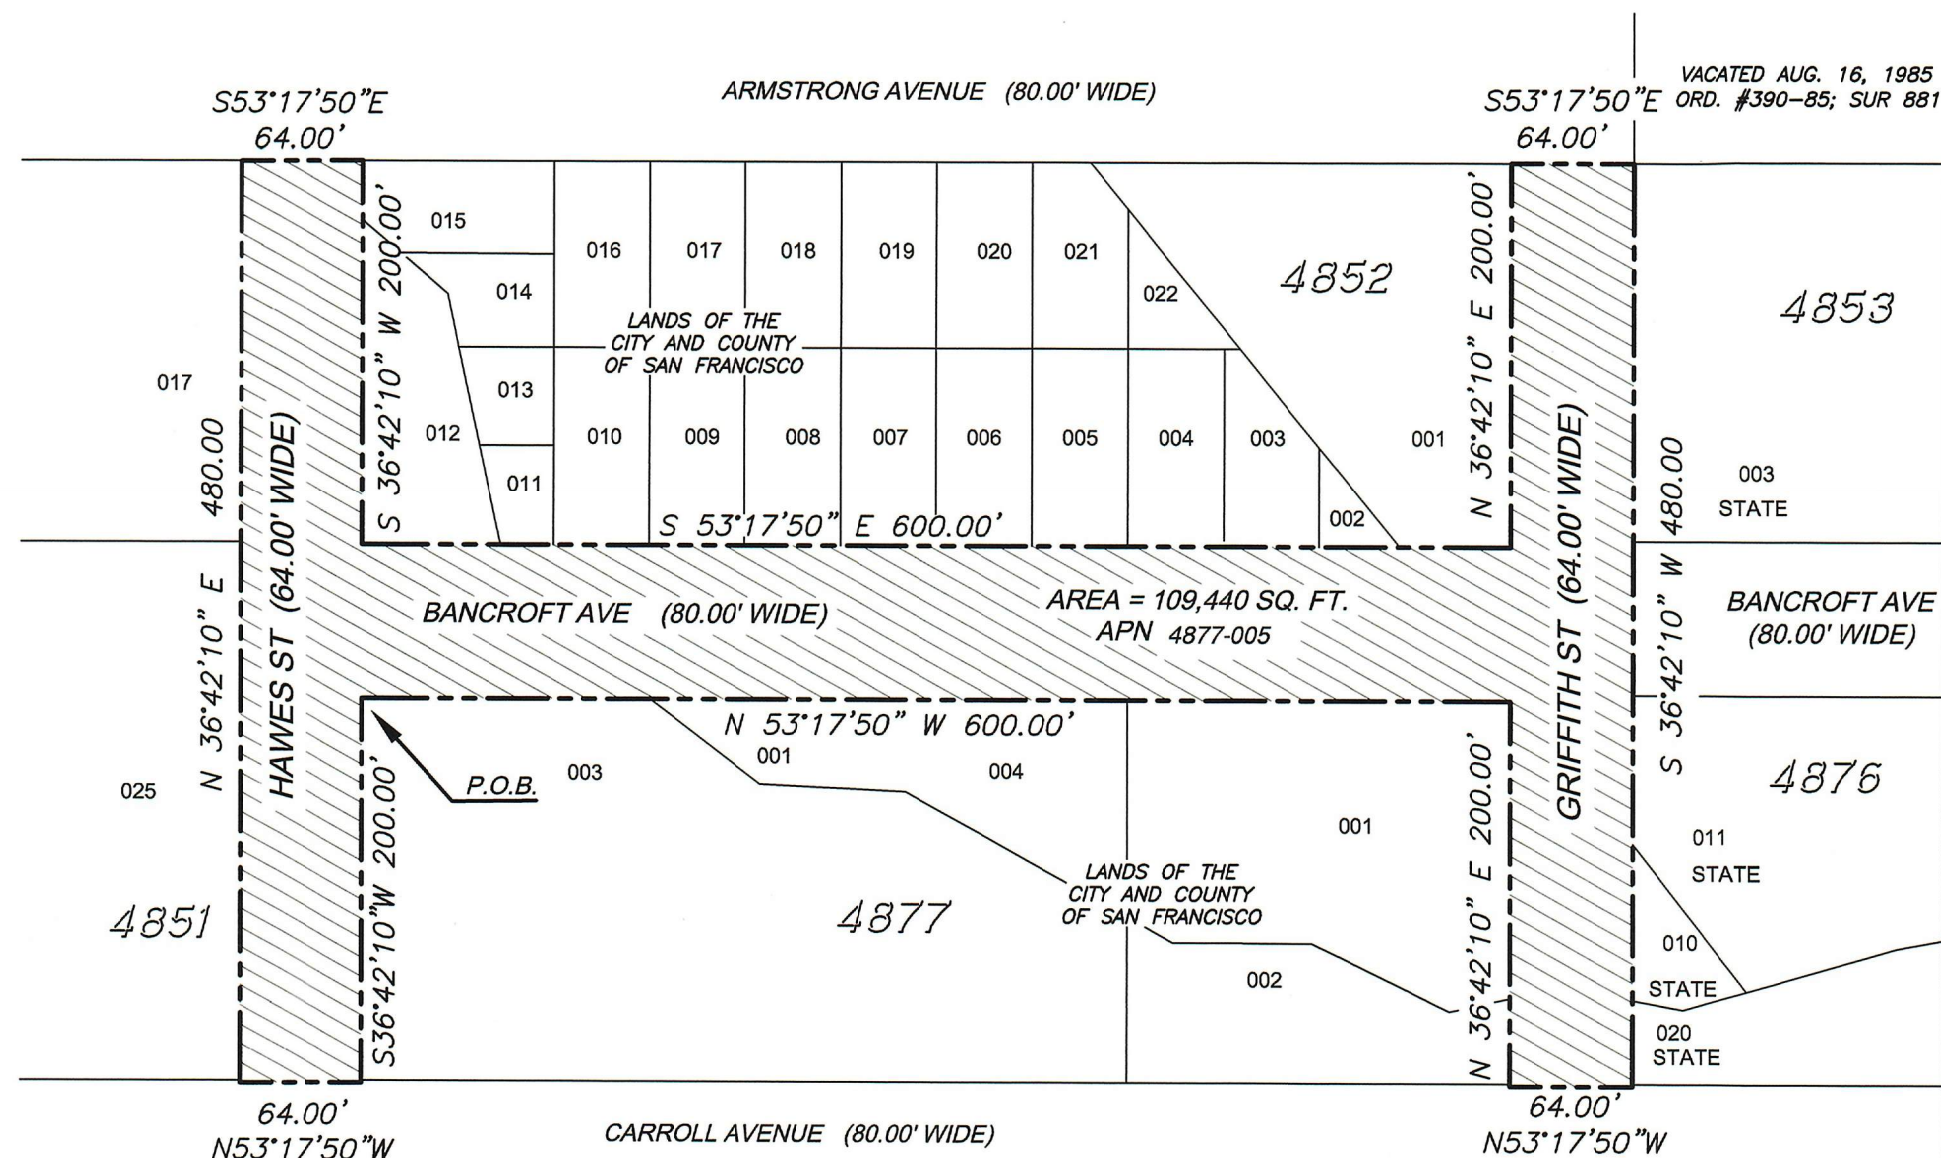 VACATED AUG. 16, 1985
ORD. #390-85; SUR 881
ARMSTRONG AVENUE (80.00' WIDE)
S53°17'50"E
64.00'
S53°17'50"E
64.00'
015
016
017
018
019
020
021
014
022
4852
4853
LANDS OF THE
CITY AND COUNTY
OF SAN FRANCISCO
S 36°42'10" W 200.00'
N 36°42'10" E 200.00'
017
013
012
010
009
008
007
006
005
004
003
001
011
002
003
STATE
S 53°17'50" E 600.00'
N 36°42'10" E 480.00
HAWES ST (64.00' WIDE)
BANCROFT AVE (80.00' WIDE)
AREA = 109,440 SQ. FT.
APN 4877-005
GRIFFITH ST (64.00' WIDE)
S 36°42'10" W 480.00
BANCROFT AVE
(80.00' WIDE)
N 53°17'50" W 600.00'
P.O.B.
003
001
004
001
025
4851
4877
4876
S36°42'10"W 200.00'
N 36°42'10" E 200.00'
LANDS OF THE
CITY AND COUNTY
OF SAN FRANCISCO
002
011
STATE
010
STATE
020
STATE
64.00'
N53°17'50"W
CARROLL AVENUE (80.00' WIDE)
64.00'
N53°17'50"W